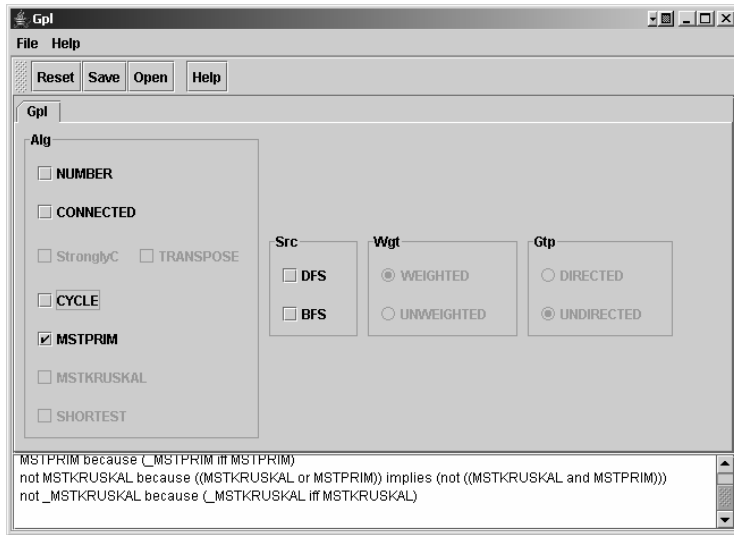 Gpl
File Help
Reset Save Open Help
Gpl
Alg
NUMBER
CONNECTED
StronglyC TRANSPOSE
CYCLE
MSTPRIM
MSTKRUSKAL
SHORTEST
Src
DFS
BFS
Wgt
WEIGHTED
UNWEIGHTED
Gtp
DIRECTED
UNDIRECTED
MSTPRIM because (_MSTPRIM iff MSTPRIM)
not MSTKRUSKAL because ((MSTKRUSKAL or MSTPRIM)) implies (not ((MSTKRUSKAL and MSTPRIM)))
not _MSTKRUSKAL because (_MSTKRUSKAL iff MSTKRUSKAL)